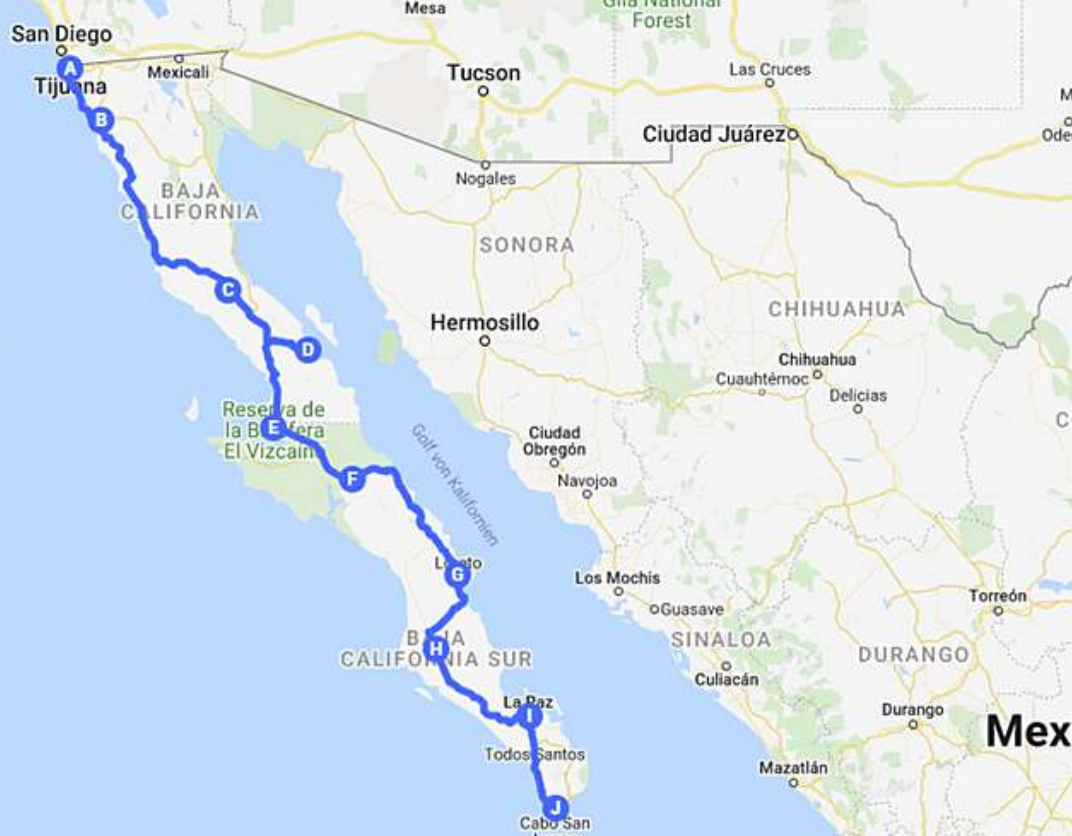 Mesa
Gila National
Forest
San Diego
A
Tijuana
Mexicali
Tucson
Las Cruces
B
M
Ode
Ciudad Juárez
Nogales
BAJA
CALIFORNIA
SONORA
C
CHIHUAHUA
Hermosillo
D
Chihuahua
Cuauhtémoc
Delicias
Reserva de
la Biosfera
El Vizcaíno
E
C
Golf von Kalifornien
Ciudad
Obregón
F
Navojoa
Loreto
G
Los Mochis
Guasave
Torreón
BAJA
CALIFORNIA SUR
H
SINALOA
DURANGO
Culiacán
La Paz
I
Durango
Mex
Todos Santos
Mazatlán
J
Cabo San